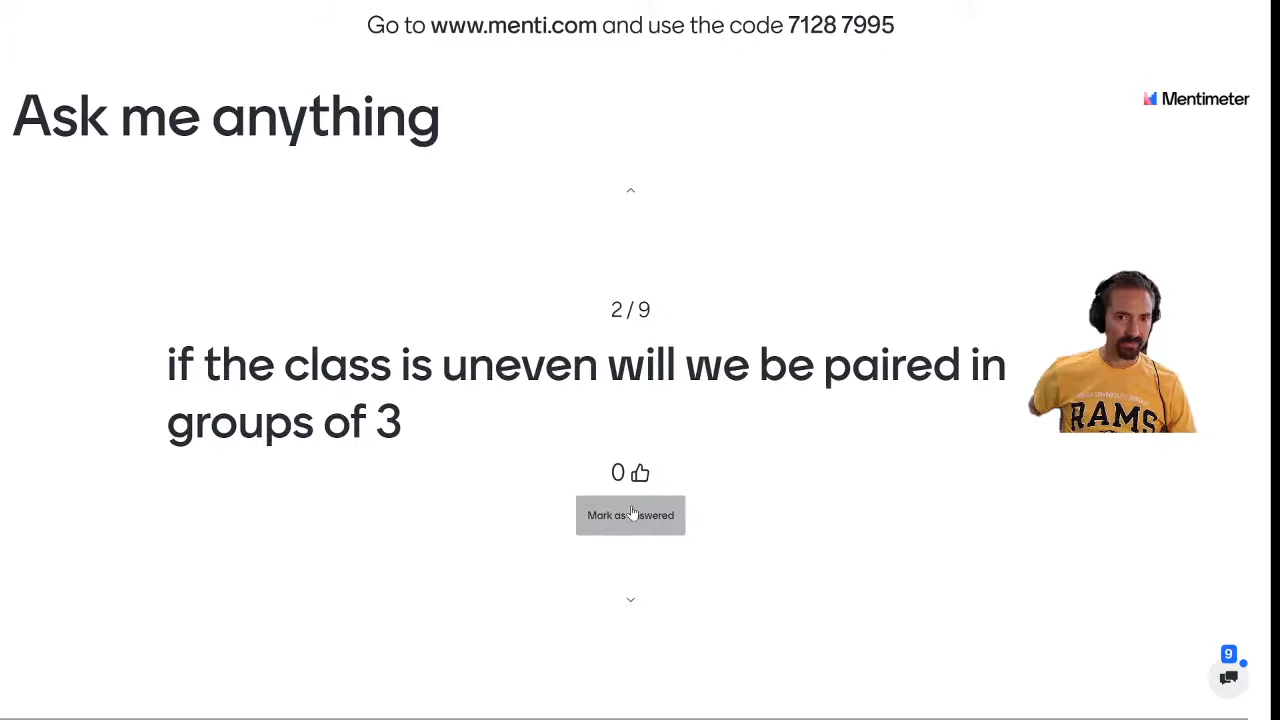 Go to www.menti.com and use the code 7128 7995
Ask me anything
Mentimeter
2 / 9
if the class is uneven will we be paired in
groups of 3
0
Mark as answered
RAMS
9